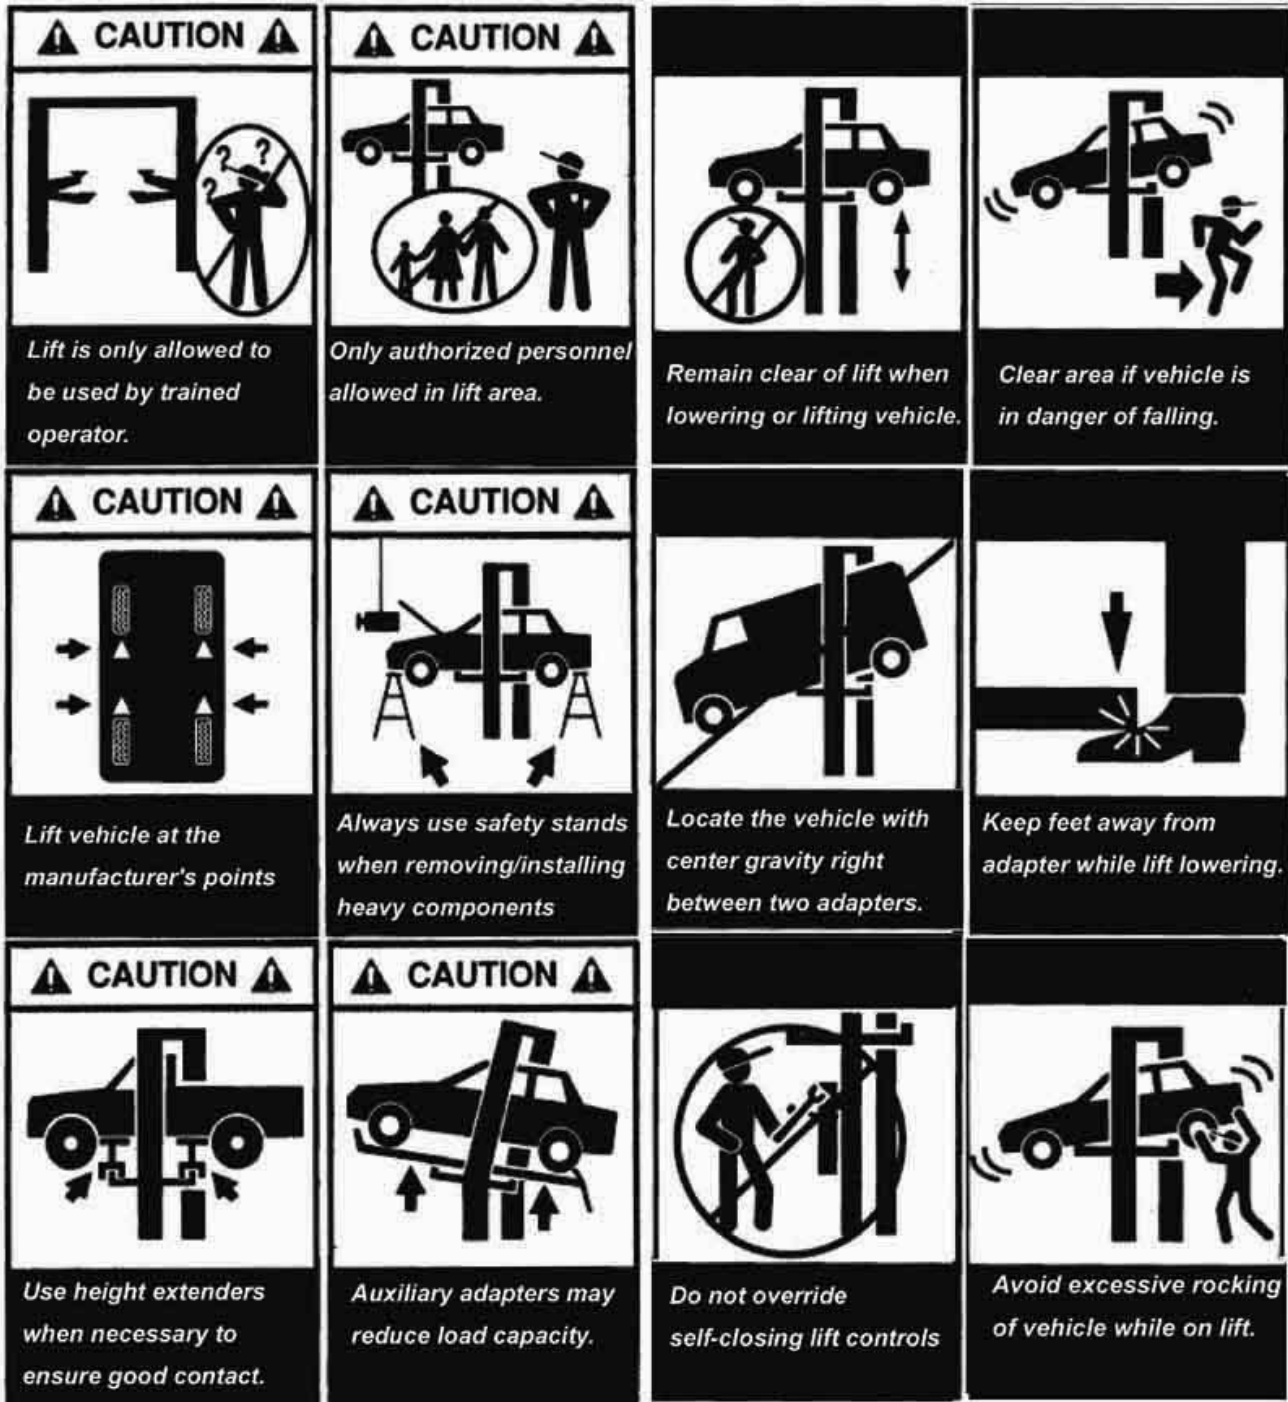 CAUTION
Lift is only allowed to
be used by trained
operator.
CAUTION
Only authorized personnel
allowed in lift area.
Remain clear of lift when
lowering or lifting vehicle.
Clear area if vehicle is
in danger of falling.
CAUTION
Lift vehicle at the
manufacturer's points
CAUTION
Always use safety stands
when removing/installing
heavy components
Locate the vehicle with
center gravity right
between two adapters.
Keep feet away from
adapter while lift lowering.
CAUTION
Use height extenders
when necessary to
ensure good contact.
CAUTION
Auxiliary adapters may
reduce load capacity.
Do not override
self-closing lift controls
Avoid excessive rocking
of vehicle while on lift.
? ? ?